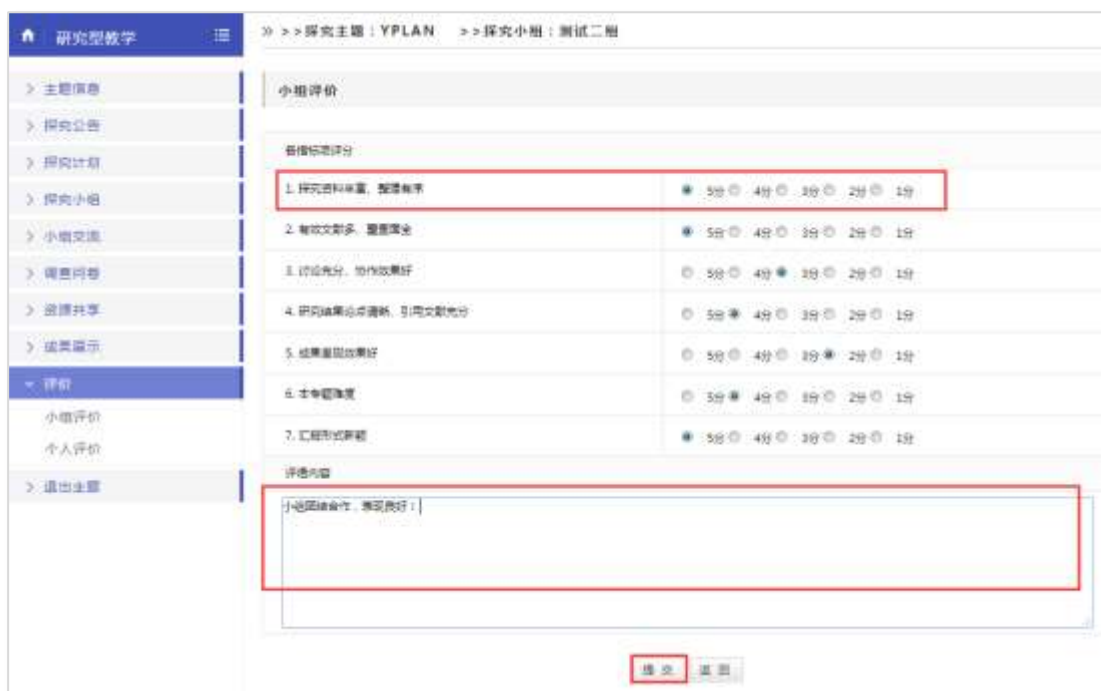 研究型教学
» >>探究主题：YPLAN >>探究小组：测试二组
> 主题信息
> 探究公告
> 探究计划
> 探究小组
> 小组交流
> 调查问卷
> 资源共享
> 成果展示
评价
小组评价
个人评价
> 退出主题
小组评价
各指标项评分
1. 探究资料丰富、整理有序 5分 4分 3分 2分 1分
2. 有效文献多、覆盖面全 5分 4分 3分 2分 1分
3. 讨论充分、协作效果好 5分 4分 3分 2分 1分
4. 研究结果论点清晰、引用文献充分 5分 4分 3分 2分 1分
5. 成果呈现效果好 5分 4分 3分 2分 1分
6. 本专题难度 5分 4分 3分 2分 1分
7. 汇报形式新颖 5分 4分 3分 2分 1分
评语内容
小组团结合作，表现良好！
提 交 返 回